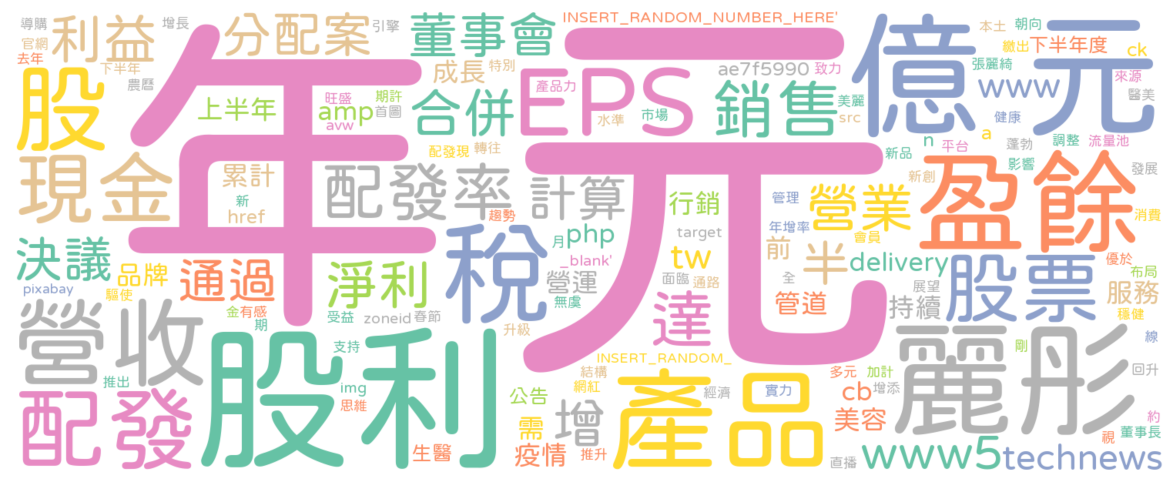 導購
官網
去年
利益
增長
下半年
農曆
分配案
引擎
董事會
INSERT_RANDOM_NUMBER_HERE'
成長
特別
產品力
ae7f5990
致力
水準
市場
美麗
src
億
元
本土
朝向
繳出
下半年度
ck
張麗綺
來源
www
醫美
健康
股
上半年
旺盛
amp
avw
期許
首圖
合併
EPS
銷售
n
平台
a
蓬勃
調整
流量池
新品
影響
發展
新創
現金
累計
新
href
年
配發現
轉往
配發率
趨勢
計算
元
行銷
管理
年增率
會員
營業
盈餘
消費
決議
品牌
pixabay
驅使
通過
淨利
稅
月
php
_blank'
target
tw
前
半
delivery
全
展望
優於
布局
股票
服務
穩健
金
有感
期
受益
zoneid
春節
營運
無虞
升級
面臨
通路
達
管道
持續
線
營收
推出
股利
支持
img
思維
INSERT_RANDOM_
結構
網紅
經濟
實力
多元
加計
剛
麗彤
回升
配發
生醫
公告
需
疫情
增
推升
產品
cb
增添
美容
直播
www5
technews
約
董事長
視